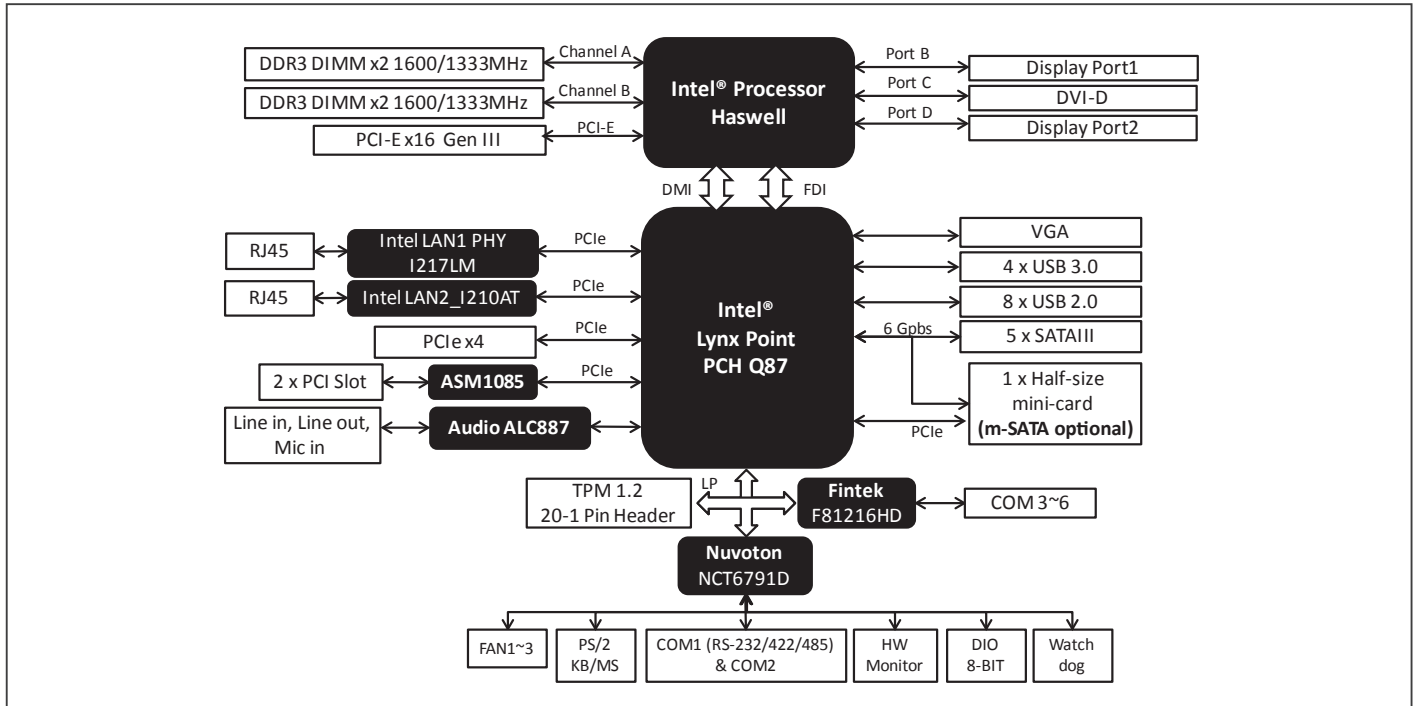 DDR3 DIMM x2 1600/1333MHz
Channel A
DDR3 DIMM x2 1600/1333MHz
Channel B
PCI-E x16 Gen III
PCI-E
Intel® Processor
Haswell
Port B
Display Port1
Port C
DVI-D
Port D
Display Port2
DMI
FDI
RJ45
Intel LAN1 PHY
I217LM
PCIe
RJ45
Intel LAN2_I210AT
PCIe
PCIe x4
PCIe
2 x PCI Slot
ASM1085
PCIe
Line in, Line out,
Mic in
Audio ALC887
Intel®
Lynx Point
PCH Q87
VGA
4 x USB 3.0
8 x USB 2.0
6 Gpbs
5 x SATAIII
1 x Half-size
mini-card
(m-SATA optional)
PCIe
TPM 1.2
20-1 Pin Header
LP
Fintek
F81216HD
COM 3~6
Nuvoton
NCT6791D
FAN1~3
PS/2
KB/MS
COM1 (RS-232/422/485)
& COM2
HW
Monitor
DIO
8-BIT
Watch
dog